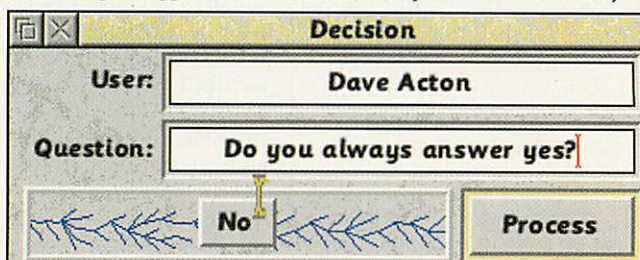 Decision
User: Dave Acton
Question: Do you always answer yes?
No Process